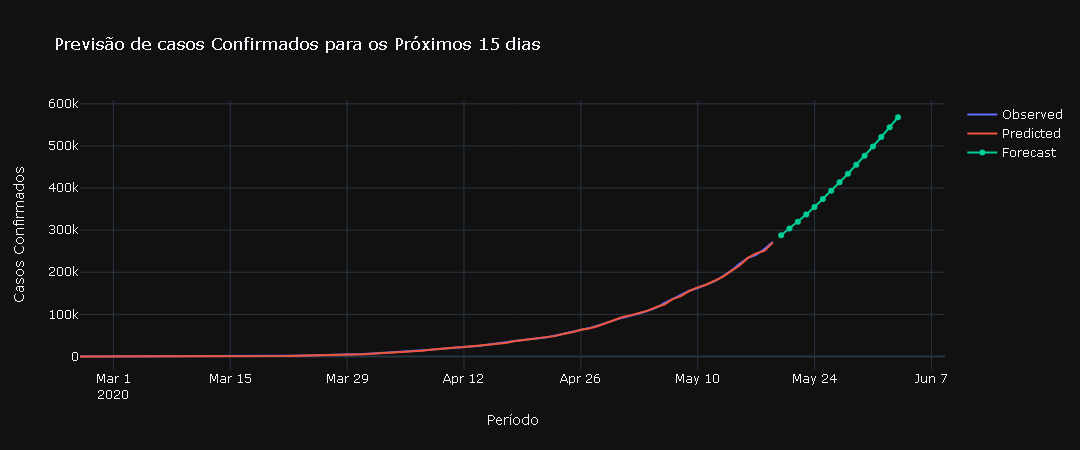 Previsão de casos Confirmados para os Próximos 15 dias
600k
500k
400k
300k
200k
100k
0
Casos Confirmados
Mar 1
2020
Mar 15
Mar 29
Apr 12
Apr 26
May 10
May 24
Jun 7
Período
Observed
Predicted
Forecast